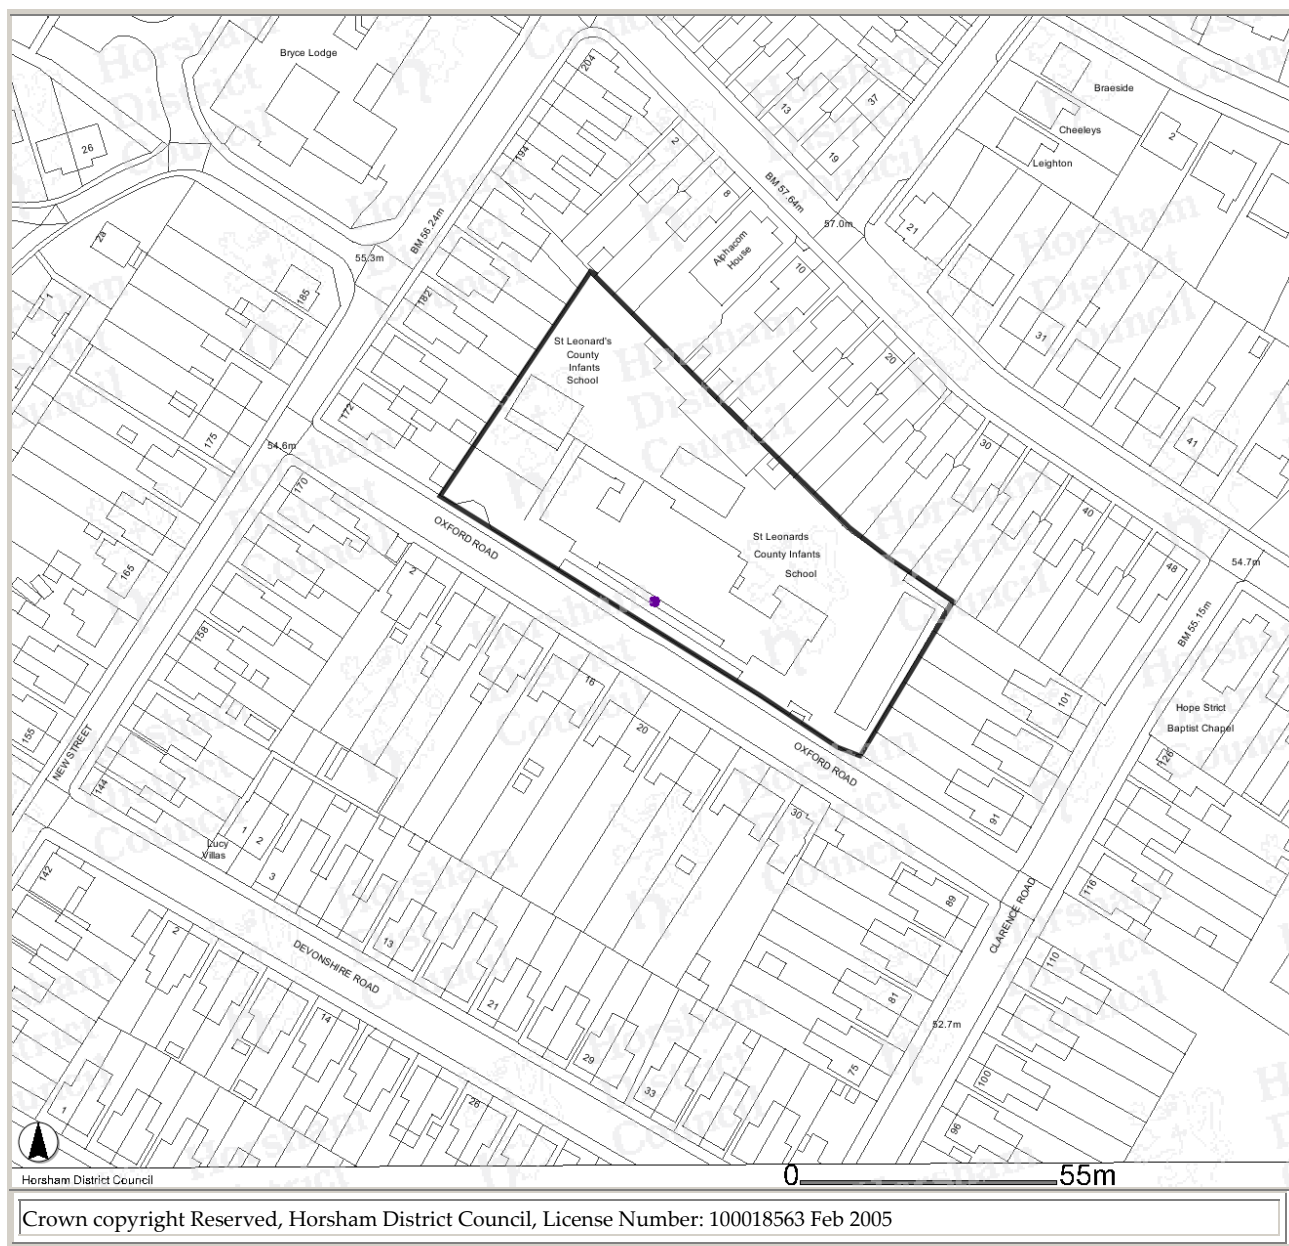 Bryce Lodge
204
13
37
Braeside
Cheeleys
Leighton
2
26
194
2
19
8
BM 57.64m
57.0m
21
BM 56.24m
Alphacom
House
10
2a
55.3m
185
182
1
31
St Leonard's
County
Infants
School
20
172
175
54.6m
30
41
170
40
OXFORD ROAD
St Leonards
County Infants
School
48
54.7m
165
2
158
BM 55.15m
18
101
Hope Strict
Baptist Chapel
20
155
NEW STREET
OXFORD ROAD
126
144
30
91
1
2
Lucy
Villas
3
142
116
89
CLARENCE ROAD
2
13
DEVONSHIRE ROAD
110
81
21
14
52.7m
29
75
33
100
26
1
96
Horsham District Council
0 55m
Crown copyright Reserved, Horsham District Council, License Number: 100018563 Feb 2005